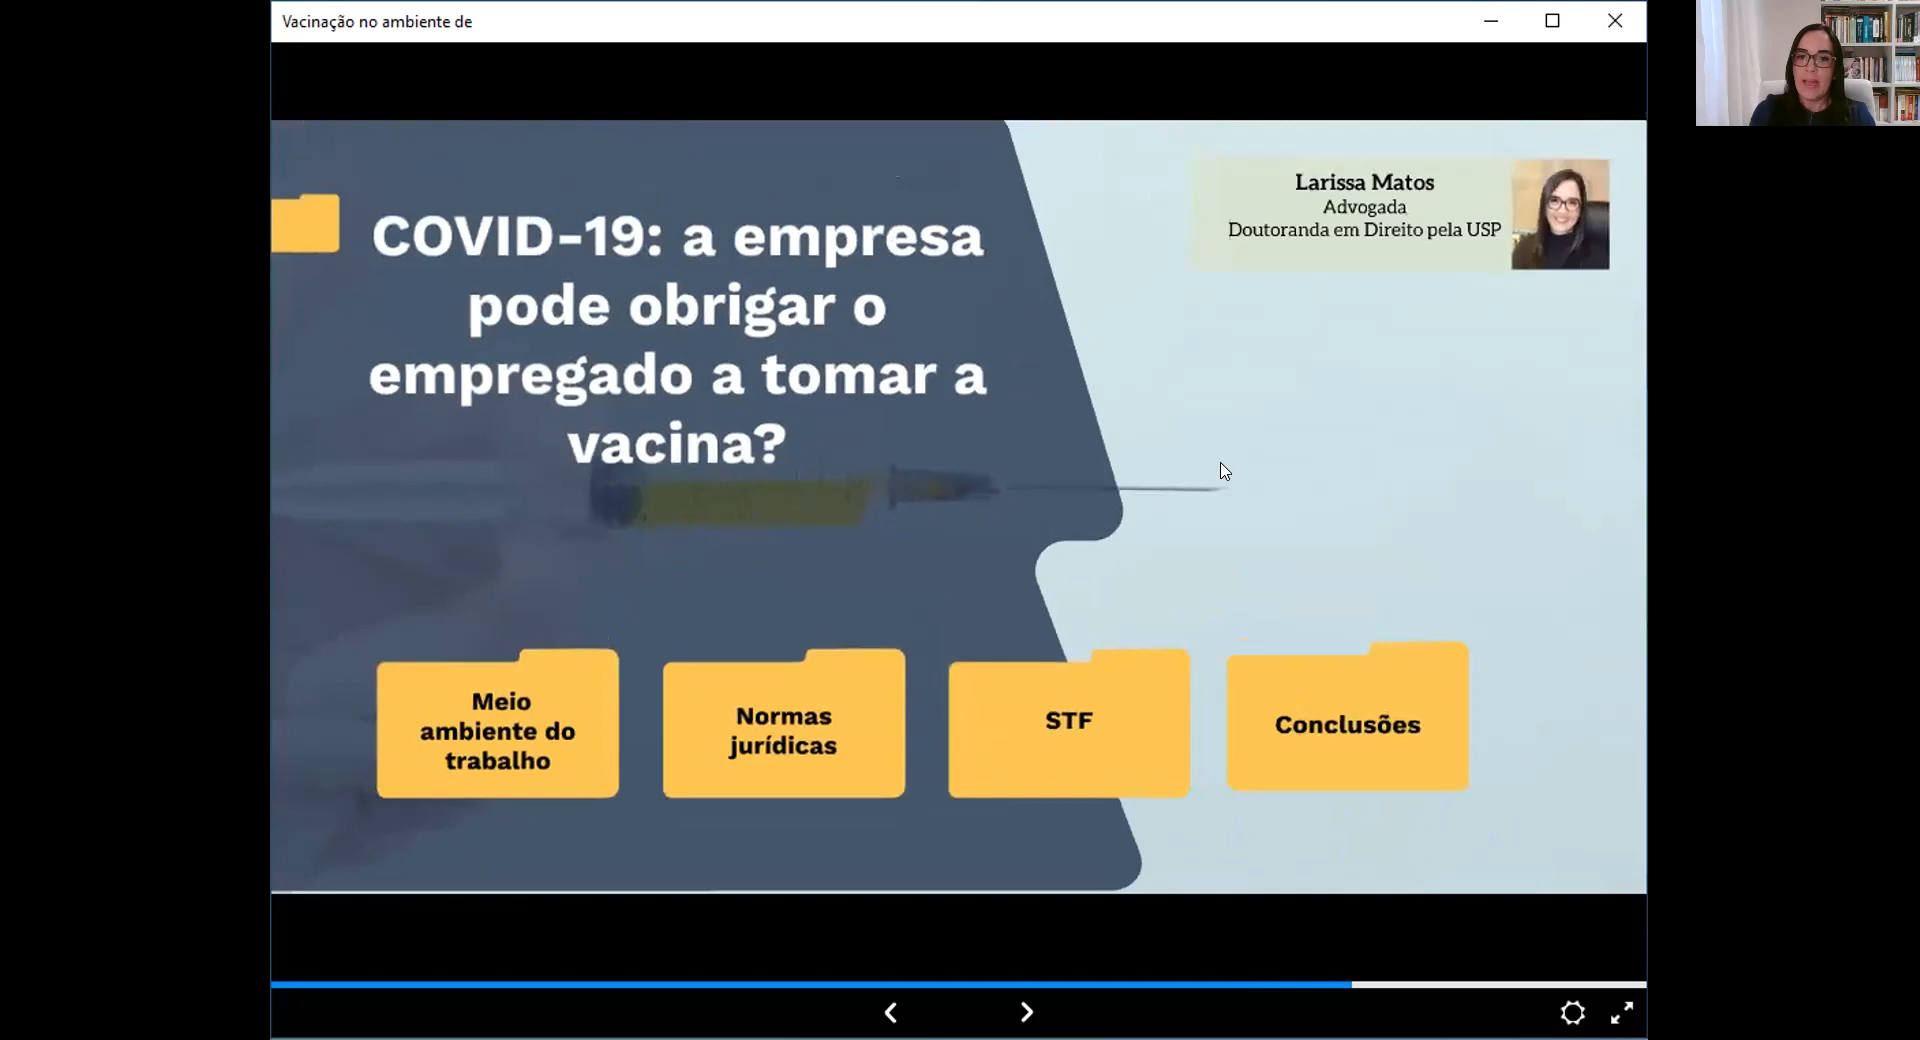 Vacinação no ambiente de
COVID-19: a empresa
pode obrigar o
empregado a tomar a
vacina?
Larissa Matos
Advogada
Doutoranda em Direito pela USP
Meio
ambiente do
trabalho
Normas
jurídicas
STF
Conclusões